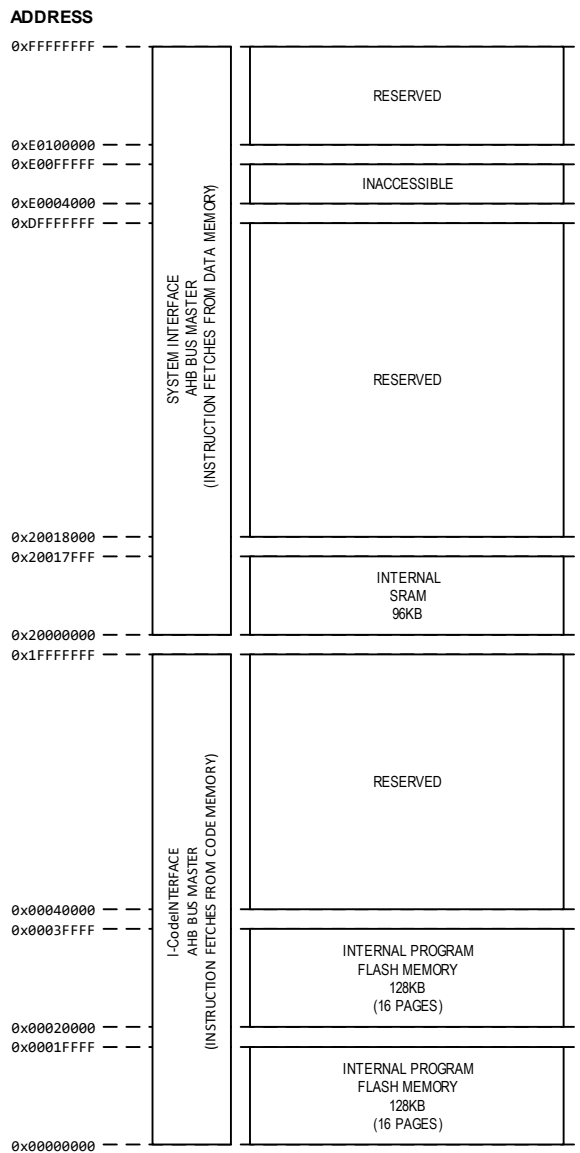 ADDRESS
0xFFFFFFFF
RESERVED
0xE0100000
0xE00FFFFF
INACCESSIBLE
0xE0004000
0xDFFFFFFF
SYSTEM INTERFACE
AHB BUS MASTER
(INSTRUCTION FETCHES FROM DATA MEMORY)
RESERVED
0x20018000
0x20017FFF
INTERNAL
SRAM
96KB
0x20000000
0x1FFFFFFF
I-CodeINTERFACE
AHB BUS MASTER
(INSTRUCTION FETCHES FROM CODE MEMORY)
RESERVED
0x00040000
0x0003FFFF
INTERNAL PROGRAM
FLASH MEMORY
128KB
(16 PAGES)
0x00020000
0x0001FFFF
INTERNAL PROGRAM
FLASH MEMORY
128KB
(16 PAGES)
0x00000000